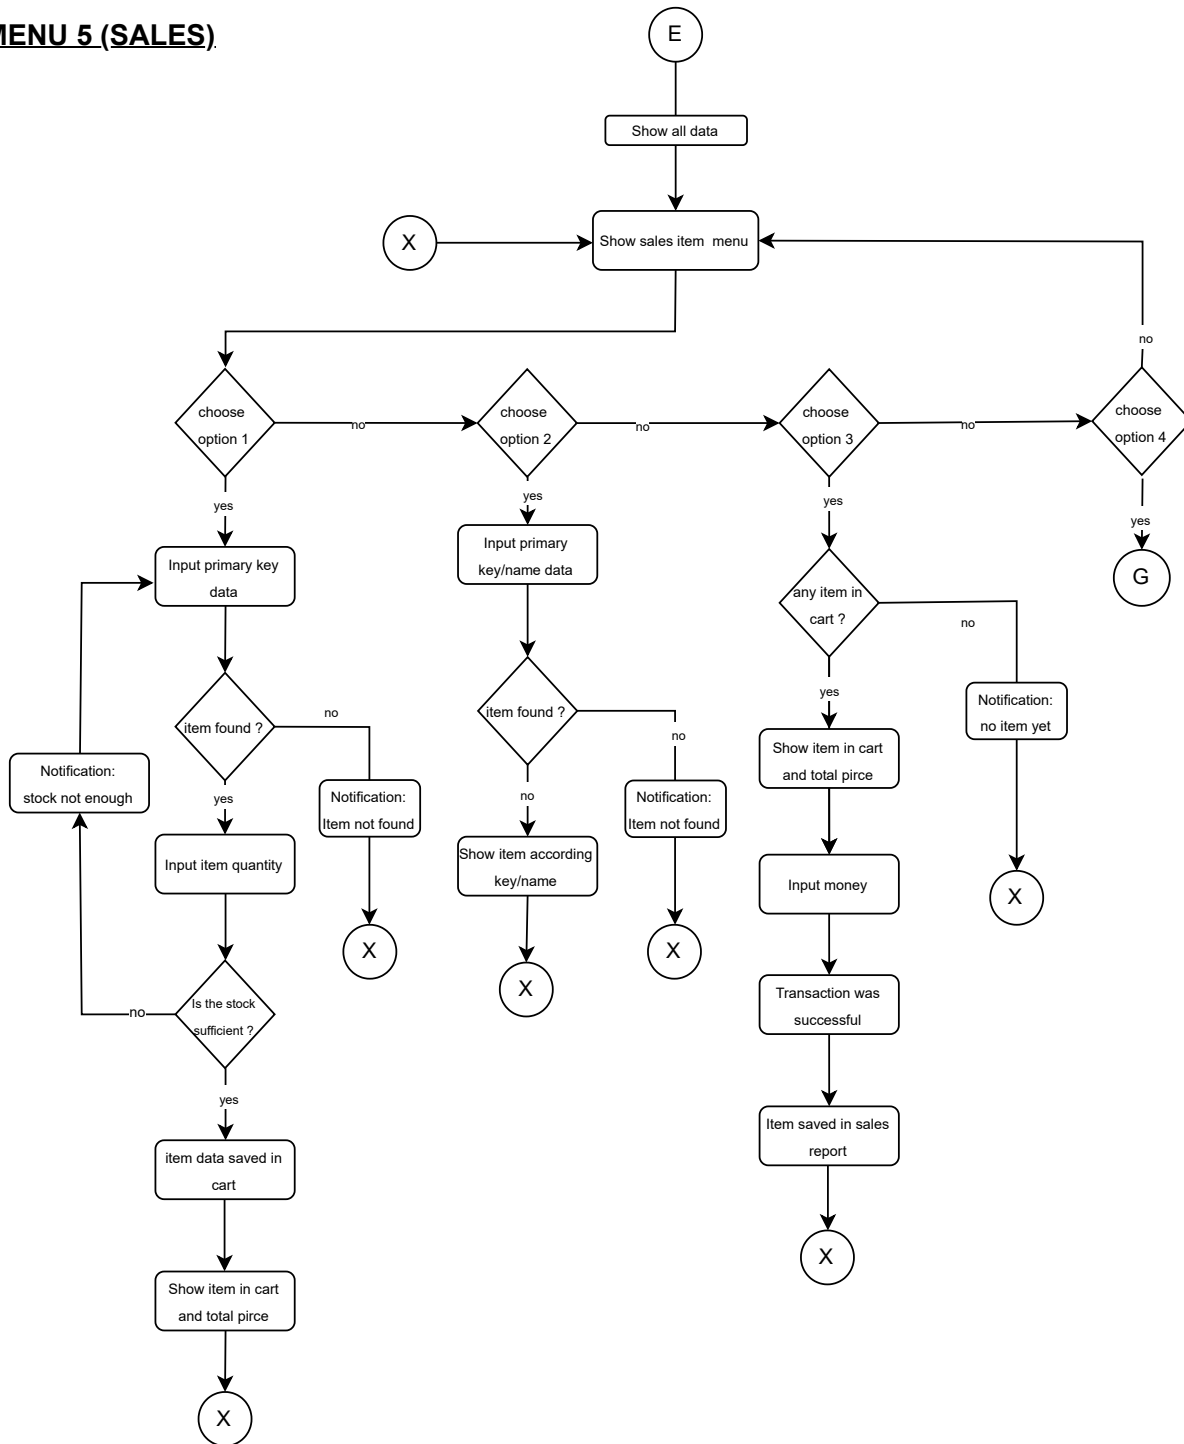 MENU 5 (SALES)
E
Show all data
X
Show sales item menu
no
choose
option 1
no
choose
option 2
no
choose
option 3
no
choose
option 4
yes
yes
yes
yes
Input primary key
data
Input primary
key/name data
any item in
cart ?
G
no
item found ?
no
item found ?
no
yes
Notification:
no item yet
Notification:
stock not enough
yes
Notification:
Item not found
no
Notification:
Item not found
Show item in cart
and total pirce
Input item quantity
Show item according
key/name
Input money
X
X
X
X
Is the stock
sufficient ?
no
Transaction was
successful
yes
item data saved in
cart
Item saved in sales
report
Show item in cart
and total pirce
X
X